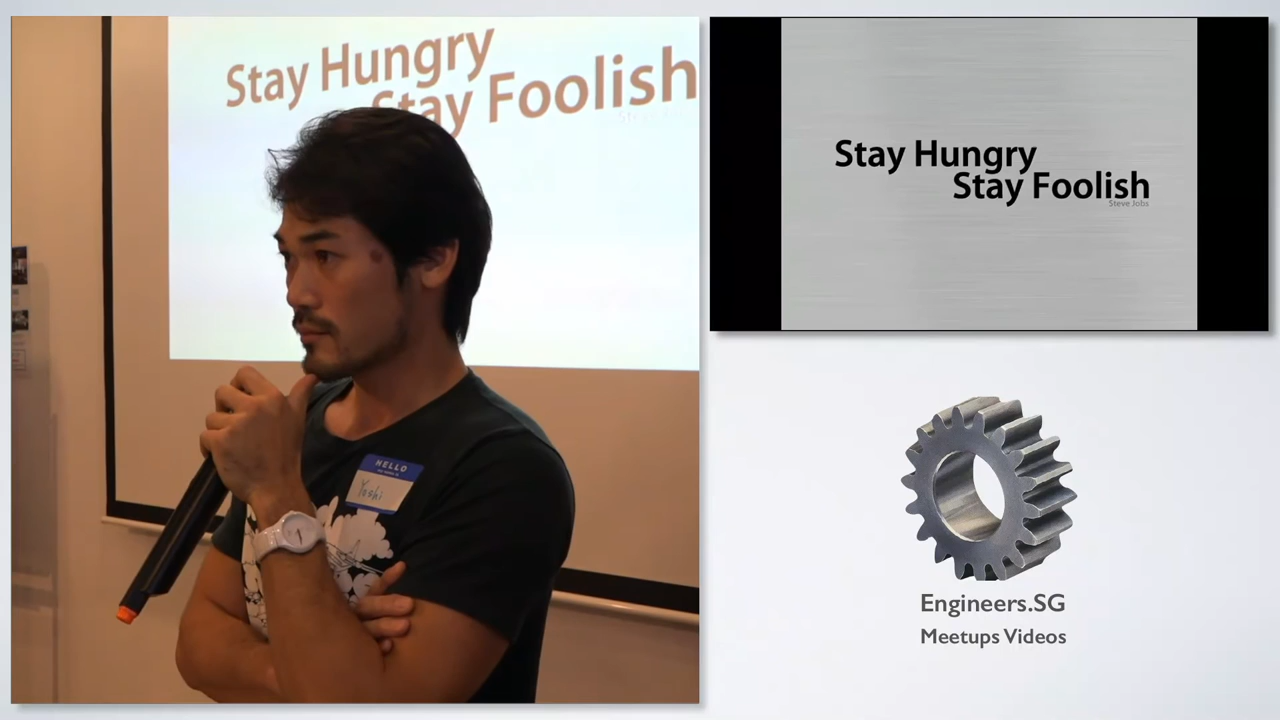 Stay Hungry
Stay Foolish
HELLO
Yoshi
Stay Hungry
Stay Foolish
Steve Jobs
Engineers.SG
Meetups Videos